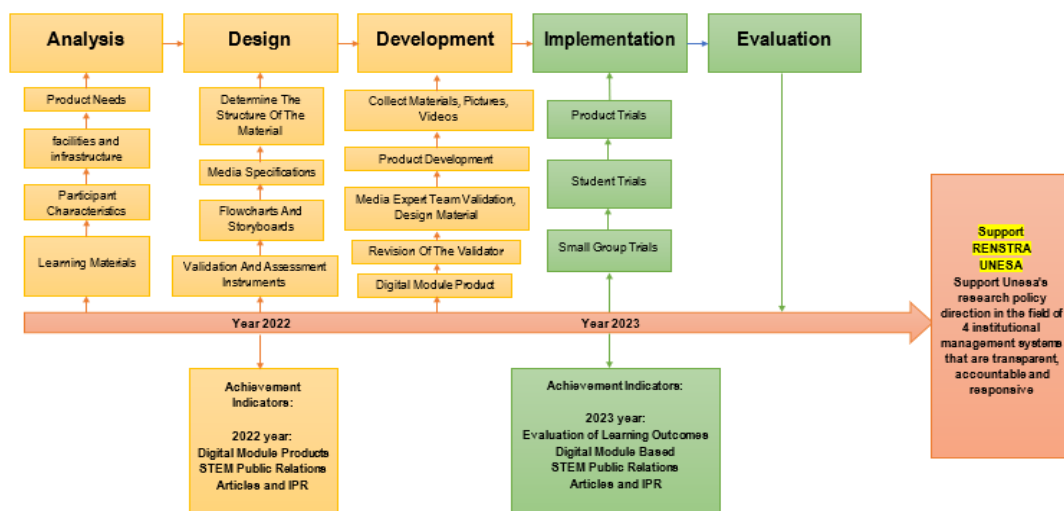 Analysis
Design
Development
Implementation
Evaluation
Product Needs
facilities and
infrastructure
Participant
Characteristics
Learning Materials
Determine The
Structure Of The
Material
Media Specifications
Flowcharts And
Storyboards
Validation And Assessment
Instruments
Collect Materials, Pictures,
Videos
Product Development
Media Expert Team Validation,
Design Material
Revision Of The Validator
Digital Module Product
Product Trials
Student Trials
Small Group Trials
Year 2022
Year 2023
Support
RENSTRA
UNESA
Support Unesa's
research policy
direction in the field of
4 institutional
management systems
that are transparent,
accountable and
responsive
Achievement
Indicators:
2022 year:
Digital Module Products
STEM Public Relations
Articles and IPR
Achievement
Indicators:
2023 year:
Evaluation of Learning Outcomes
Digital Module Based
STEM Public Relations
Articles and IPR